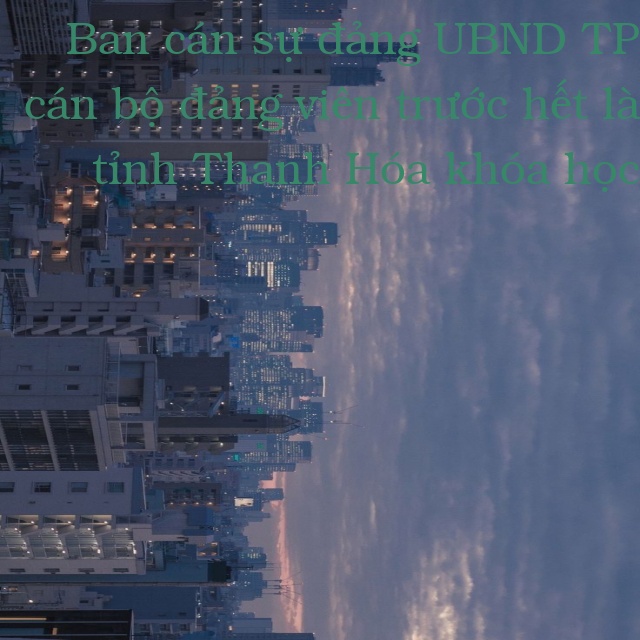 Ban cán sự đảng UBND TP
cán bộ đảng viên trước hết là
tỉnh Thanh Hóa khóa học